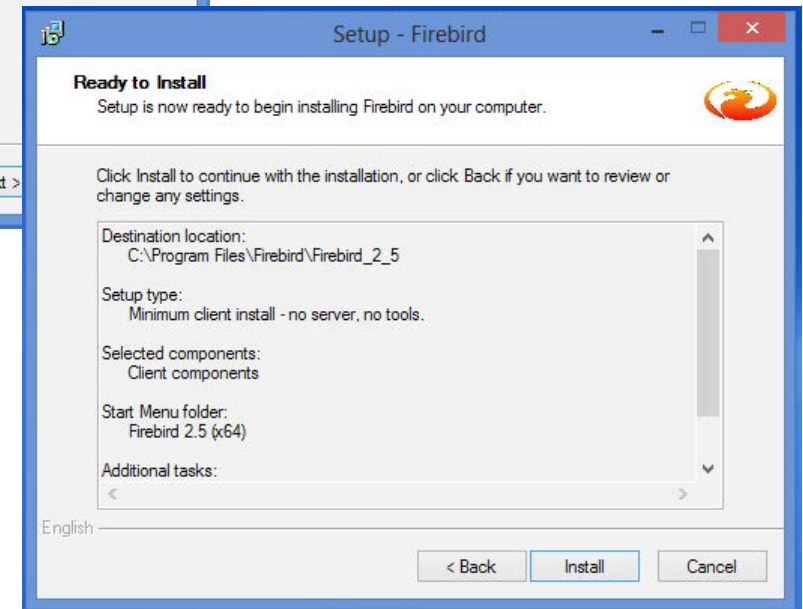 Setup - Firebird
Ready to Install
Setup is now ready to begin installing Firebird on your computer.
Click Install to continue with the installation, or click Back if you want to review or
change any settings.
Destination location:
C:\Program Files\Firebird\Firebird_2_5
Setup type:
Minimum client install - no server, no tools.
Selected components:
Client components
Start Menu folder:
Firebird 2.5 (x64)
Additional tasks:
English
< Back Install Cancel